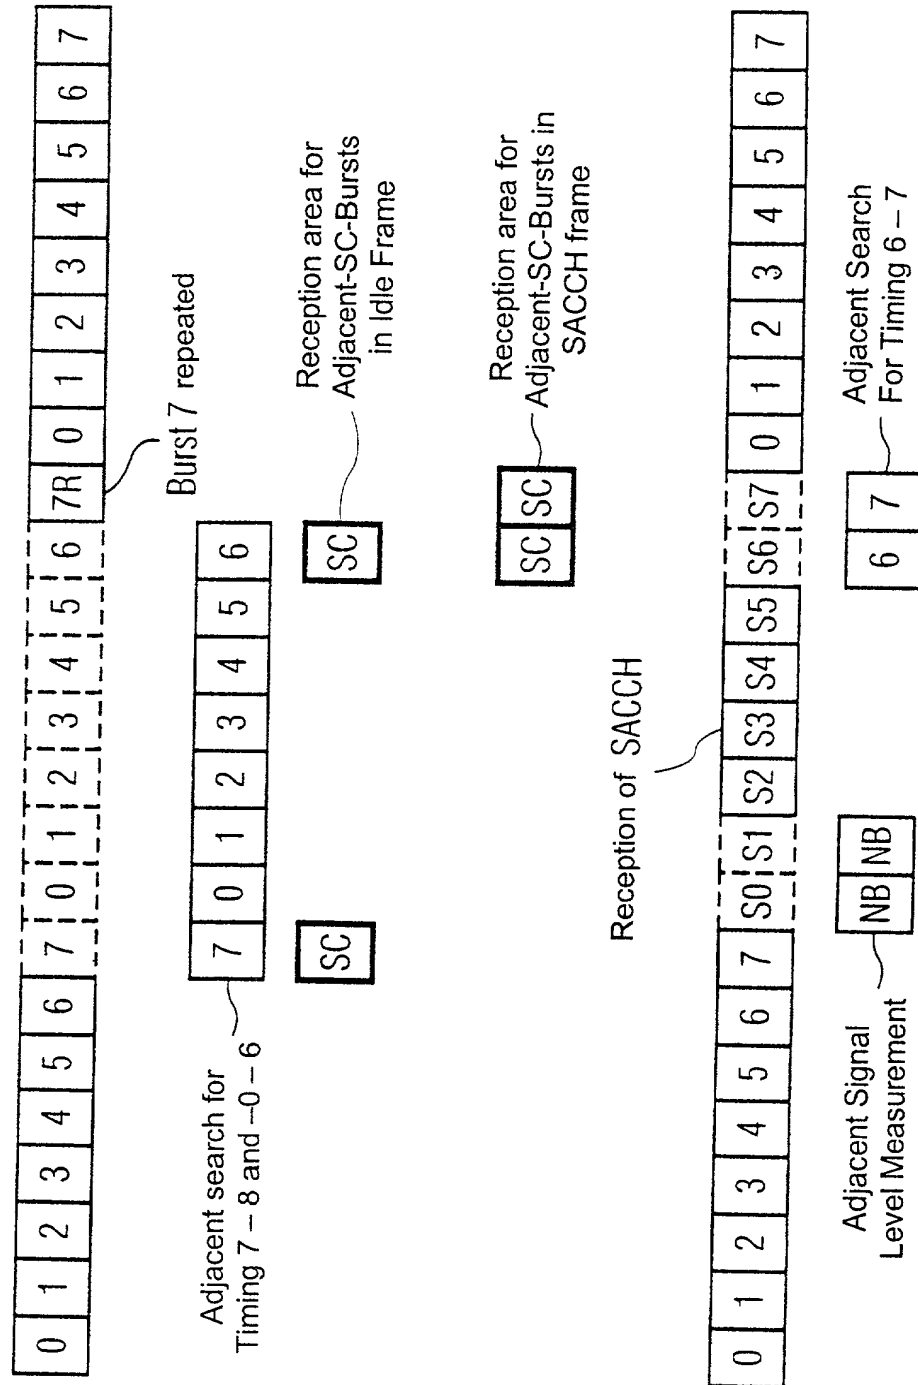 0 1 2 3 4 5 6 7 0 1 2 3 4 5 6 7R 0 1 2 3 4 5 6 7
Burst 7 repeated
7 0 1 2 3 4 5 6
Adjacent search for
Timing 7 – 8 and –0 – 6
SC
SC
Reception area for
Adjacent-SC-Bursts
in Idle Frame
SC SC
Reception area for
Adjacent-SC-Bursts in
SACCH frame
Reception of SACCH
0 1 2 3 4 5 6 7 S0 S1 S2 S3 S4 S5 S6 S7 0 1 2 3 4 5 6 7
NB NB
Adjacent Signal
Level Measurement
6 7
Adjacent Search
For Timing 6 – 7